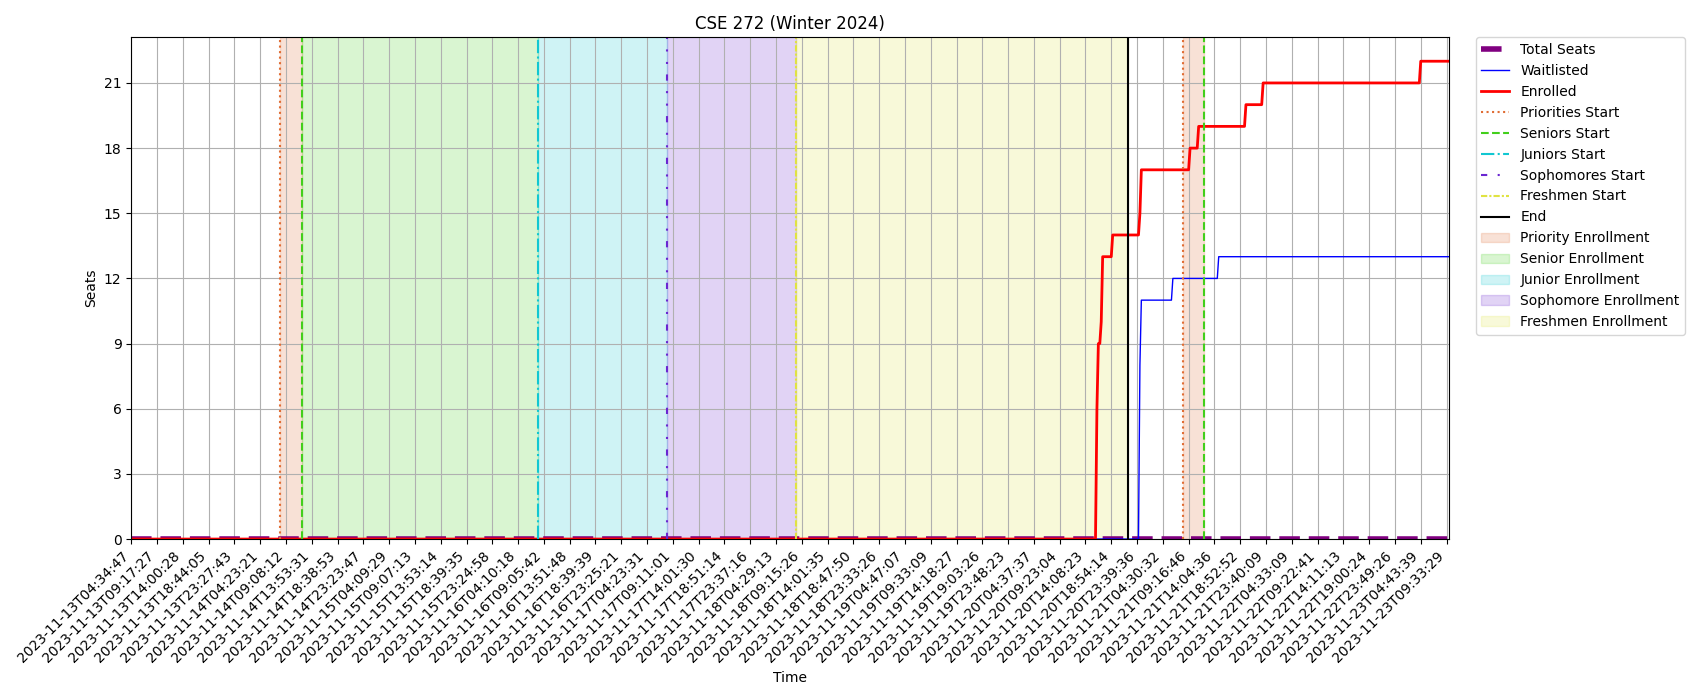 CSE 272 (Winter 2024)
Total Seats
Waitlisted
Enrolled
Priorities Start
Seniors Start
Juniors Start
Sophomores Start
Freshmen Start
End
Priority Enrollment
Senior Enrollment
Junior Enrollment
Sophomore Enrollment
Freshmen Enrollment
Seats
21
18
15
12
9
6
3
0
2023-11-13T04:34:47
2023-11-13T09:17:27
2023-11-13T14:00:28
2023-11-13T18:44:05
2023-11-13T23:27:43
2023-11-14T04:23:21
2023-11-14T09:08:12
2023-11-14T13:53:31
2023-11-14T18:38:53
2023-11-14T23:23:47
2023-11-15T04:09:29
2023-11-15T09:07:13
2023-11-15T13:53:14
2023-11-15T18:39:35
2023-11-15T23:24:58
2023-11-16T04:10:18
2023-11-16T09:05:42
2023-11-16T13:51:48
2023-11-16T18:39:39
2023-11-16T23:25:21
2023-11-17T04:23:31
2023-11-17T09:11:01
2023-11-17T14:01:30
2023-11-17T18:51:14
2023-11-17T23:37:16
2023-11-18T04:29:13
2023-11-18T09:15:26
2023-11-18T14:01:35
2023-11-18T18:47:50
2023-11-18T23:33:26
2023-11-19T04:47:07
2023-11-19T09:33:09
2023-11-19T14:18:27
2023-11-19T19:03:26
2023-11-19T23:48:23
2023-11-20T04:37:37
2023-11-20T09:23:04
2023-11-20T14:08:23
2023-11-20T18:54:14
2023-11-20T23:39:36
2023-11-21T04:30:32
2023-11-21T09:16:46
2023-11-21T14:04:36
2023-11-21T18:52:52
2023-11-21T23:40:09
2023-11-22T04:33:09
2023-11-22T09:22:41
2023-11-22T14:11:13
2023-11-22T19:00:24
2023-11-22T23:49:26
2023-11-23T04:43:39
2023-11-23T09:33:29
Time